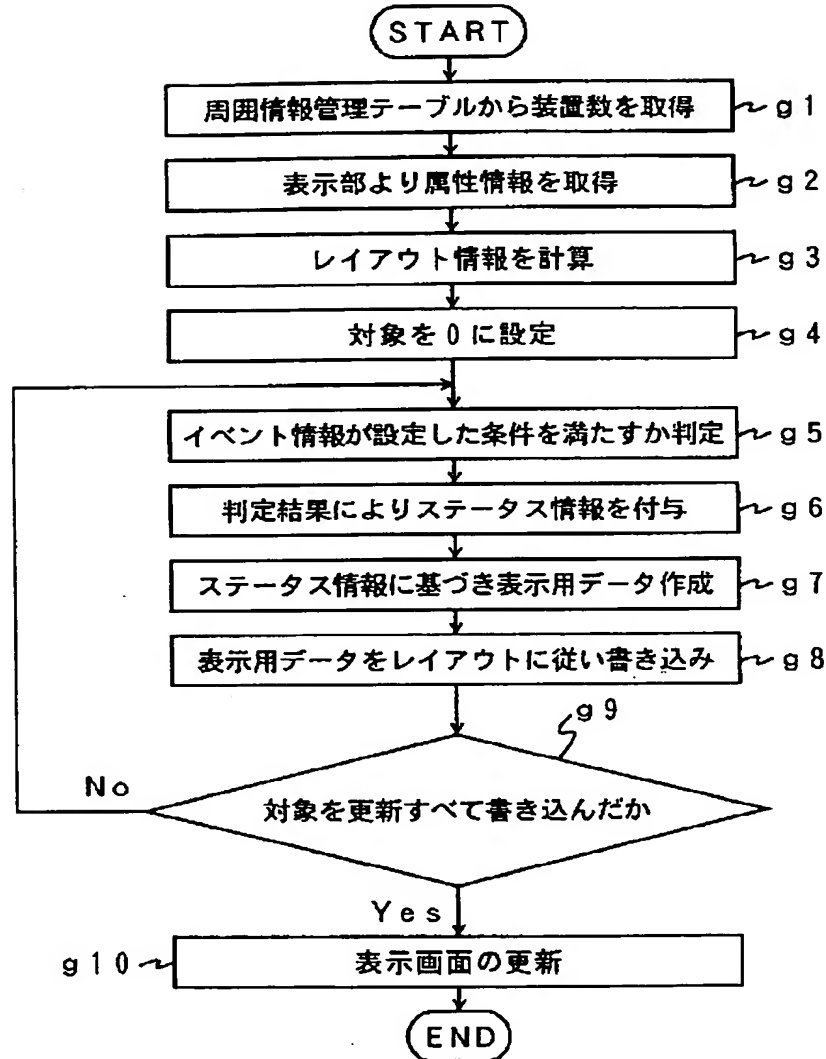 START
周囲情報管理テーブルから装置数を取得 g1
表示部より属性情報を取得 g2
レイアウト情報を計算 g3
対象を0に設定 g4
イベント情報が設定した条件を満たすか判定 g5
判定結果によりステータス情報を付与 g6
ステータス情報に基づき表示用データ作成 g7
表示用データをレイアウトに従い書き込み g8
g9
No
対象を更新すべて書き込んだか
Yes
g10 表示画面の更新
END